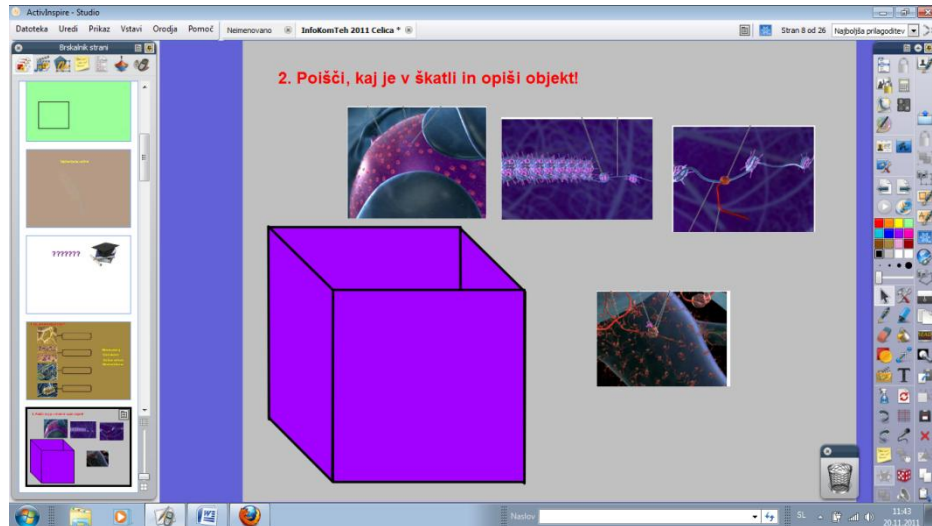 ActivInspire - Studio
Datoteka Uredi Prikaz Vstavi Orodja Pomoč
Neimenovano
InfoKomTeh 2011 Celica *
Stran 8 od 26
Najboljša prilagoditev
Brskalnik strani
???????
2. Poišči, kaj je v škatli in opiši objekt!
Naslov
SL
11:43
20.11.2011